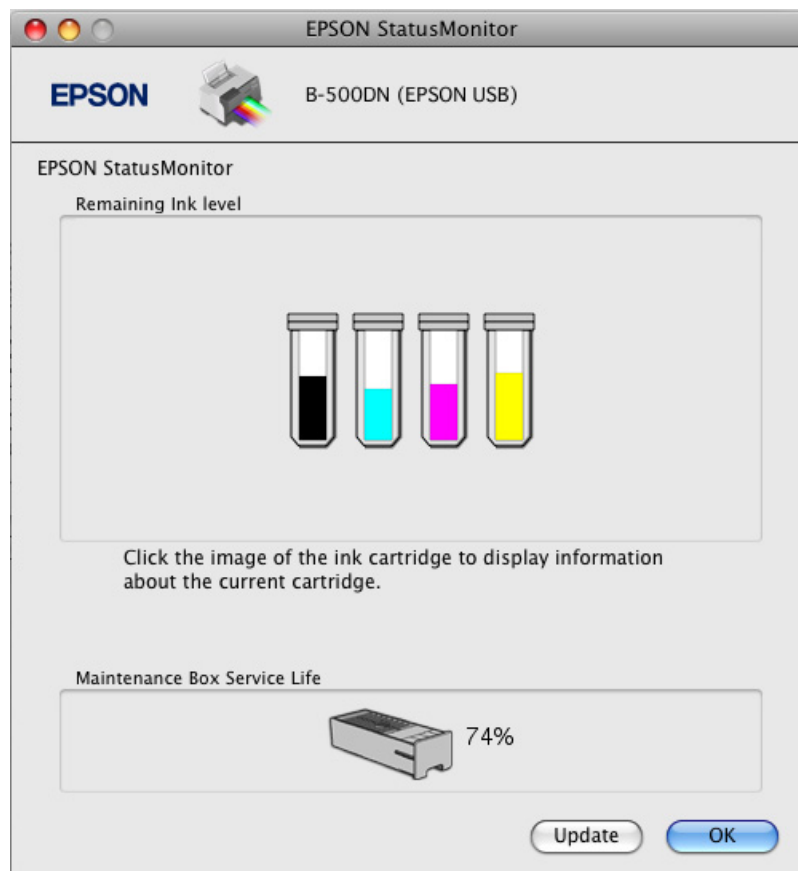 EPSON StatusMonitor
EPSON
B-500DN (EPSON USB)
EPSON StatusMonitor
Remaining Ink level
Click the image of the ink cartridge to display information
about the current cartridge.
Maintenance Box Service Life
74%
Update
OK